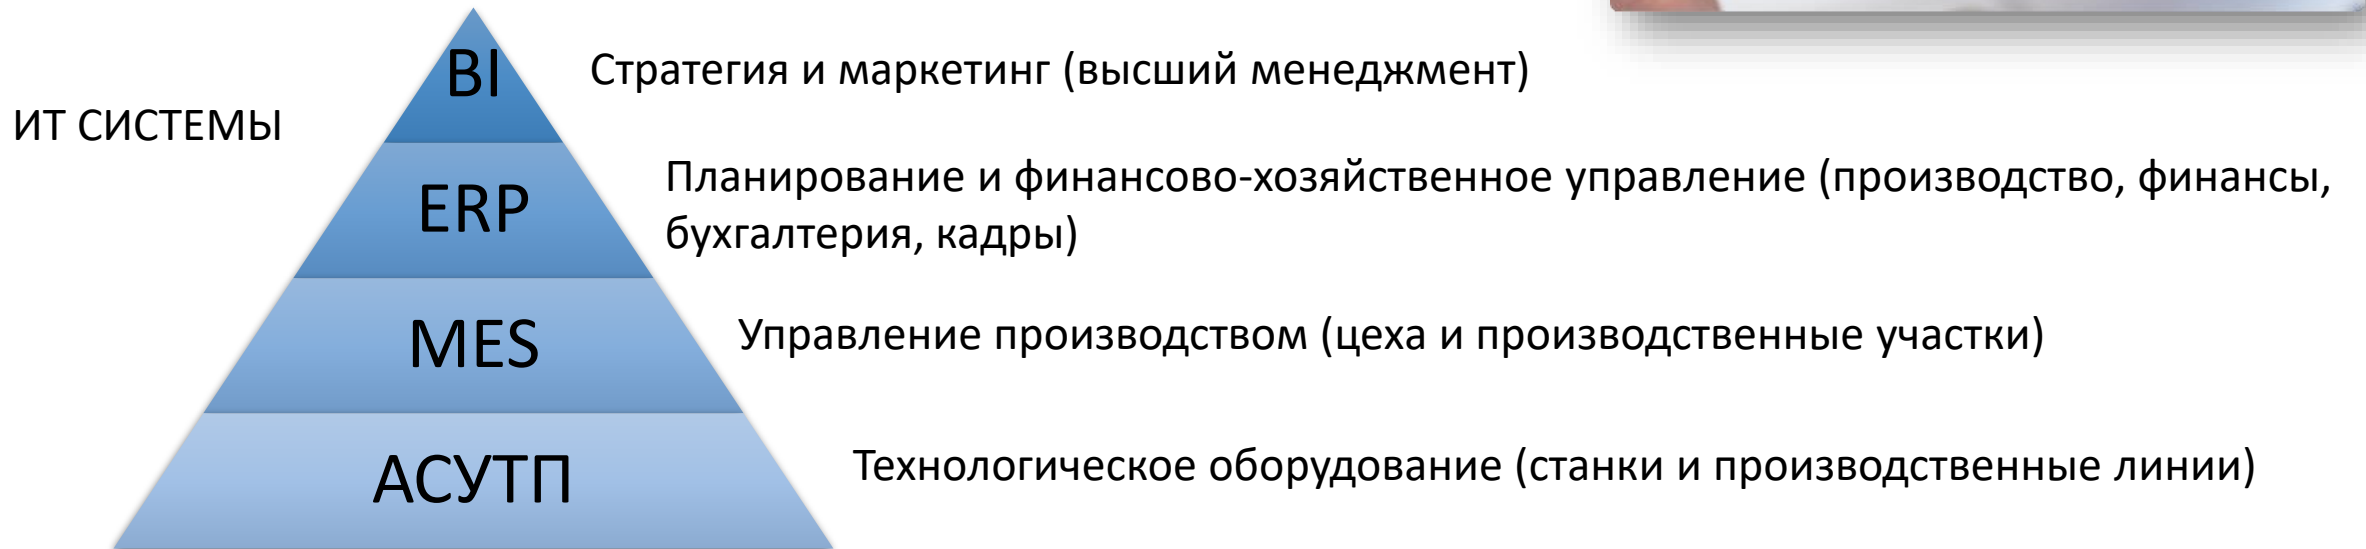 BI
Стратегия и маркетинг (высший менеджмент)
ИТ СИСТЕМЫ
ERP
Планирование и финансово-хозяйственное управление (производство, финансы,
бухгалтерия, кадры)
MES
Управление производством (цеха и производственные участки)
АСУТП
Технологическое оборудование (станки и производственные линии)